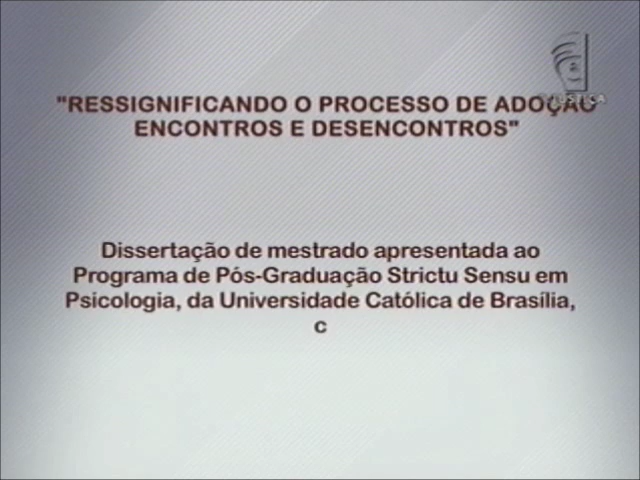 "RESSIGNIFICANDO O PROCESSO DE ADOÇÃO
ENCONTROS E DESENCONTROS"
Dissertação de mestrado apresentada ao
Programa de Pós-Graduação Strictu Sensu em
Psicologia, da Universidade Católica de Brasília,
c